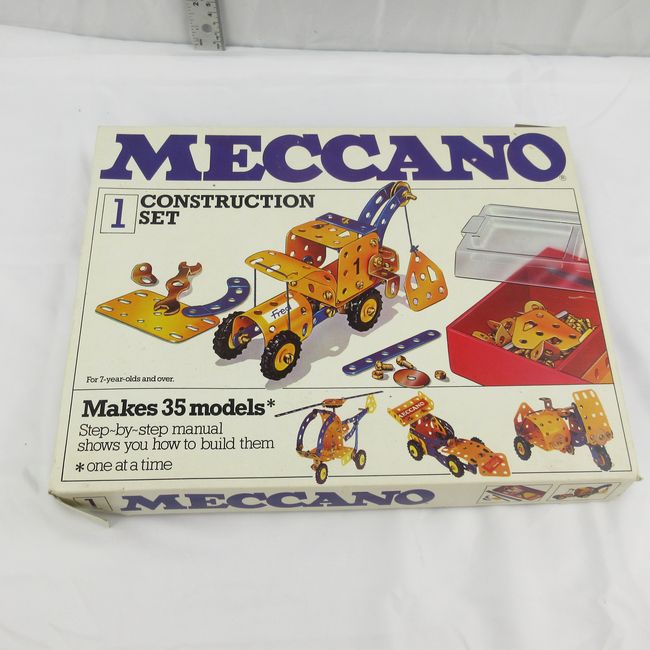 MECCANO®
1 CONSTRUCTION
SET
1
Fred
For 7-year-olds and over.
Makes 35 models*
Step-by-step manual
shows you how to build them
*one at a time
MECCANO
1 MECCANO